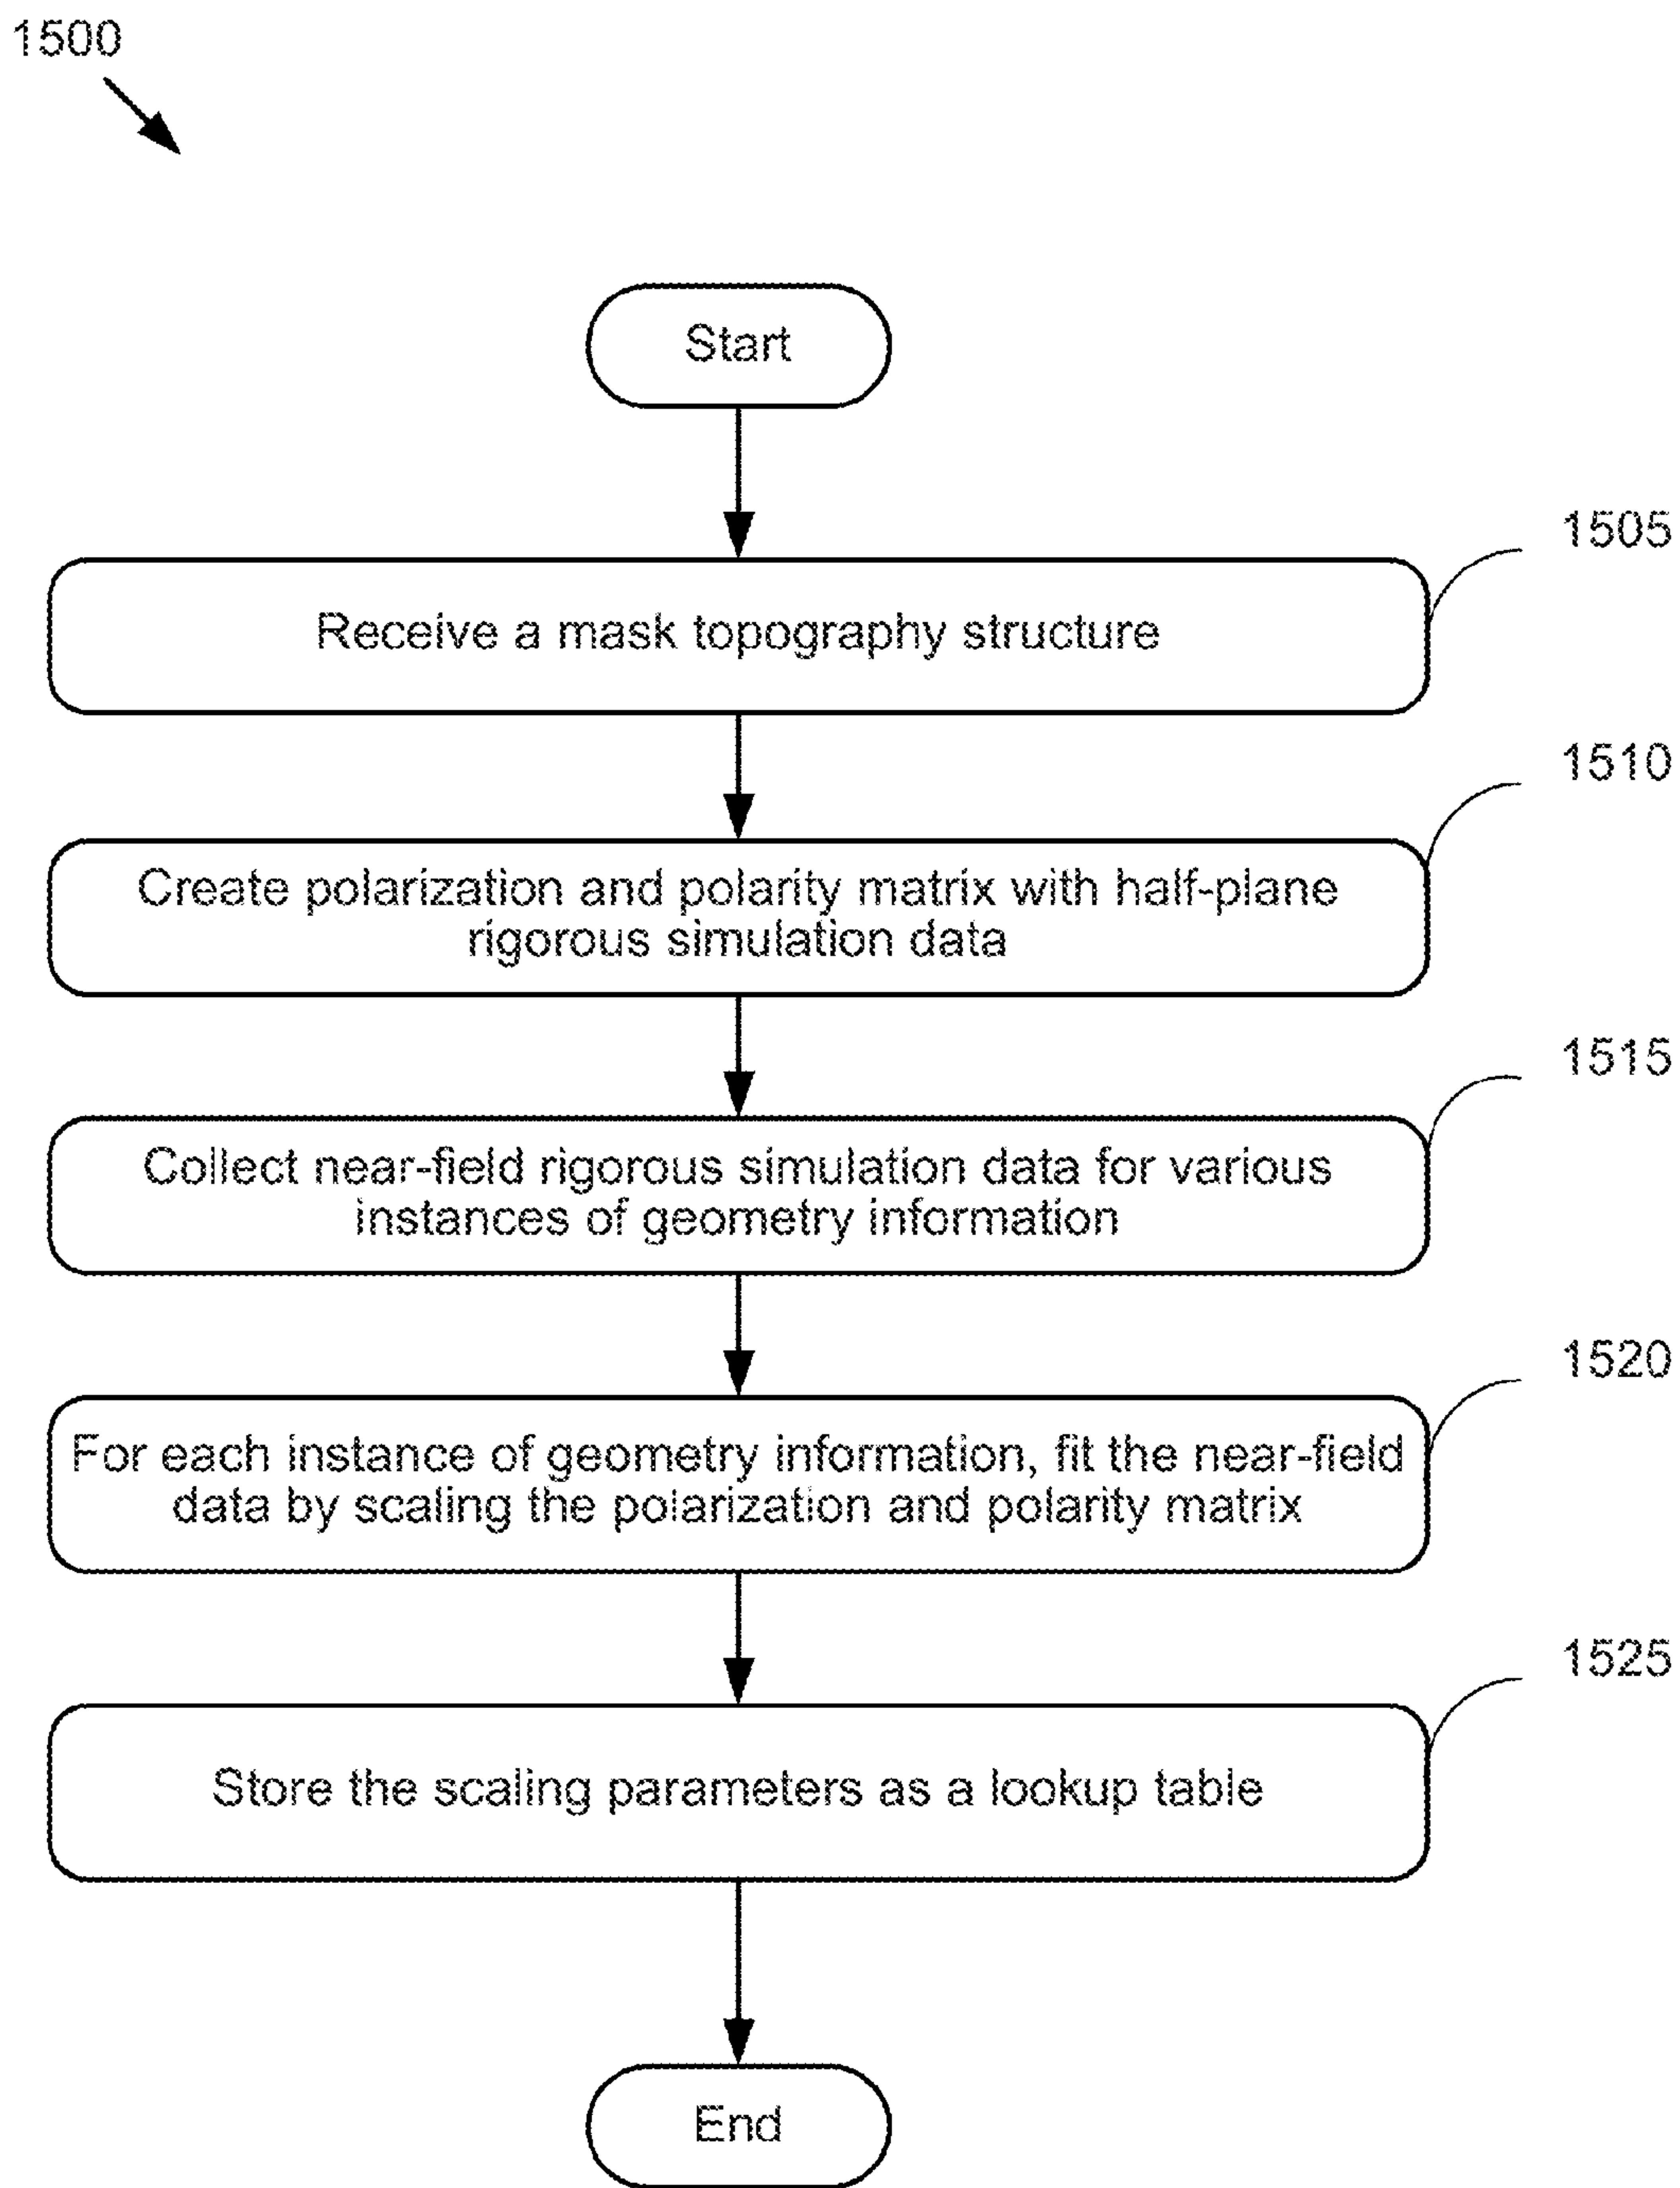 1500
Start
1505
Receive a mask topography structure
1510
Create polarization and polarity matrix with half-plane
rigorous simulation data
1515
Collect near-field rigorous simulation data for various
instances of geometry information
1520
For each instance of geometry information, fit the near-field
data by scaling the polarization and polarity matrix
1525
Store the scaling parameters as a lookup table
End